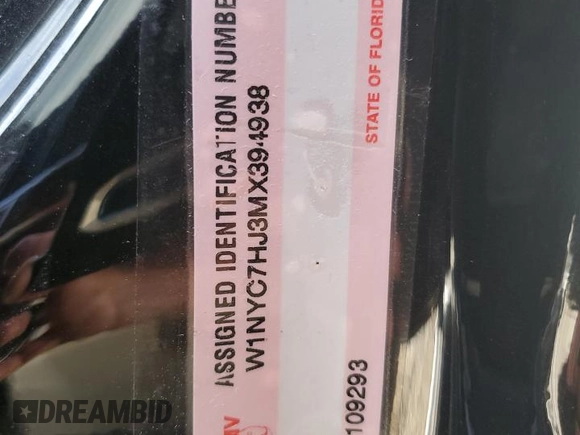 ASSIGNED IDENTIFICATION NUMBE
W1NYC7HJ3MX394938
STATE OF FLORID
109293
DREAMBID